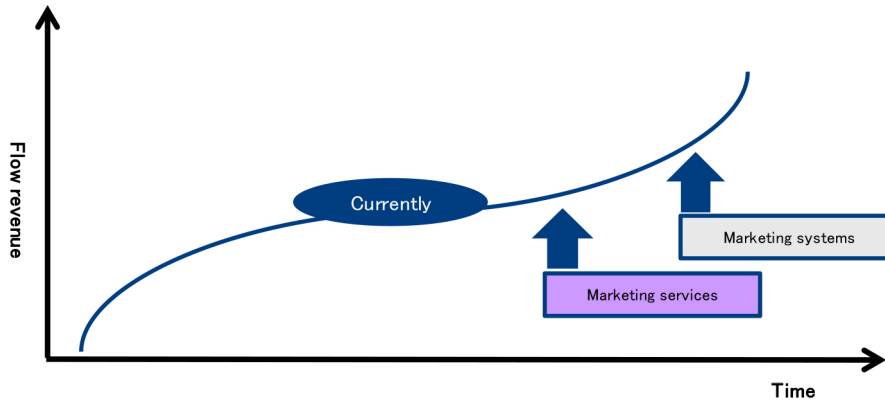 Flow revenue
Currently
Marketing systems
Marketing services
Time